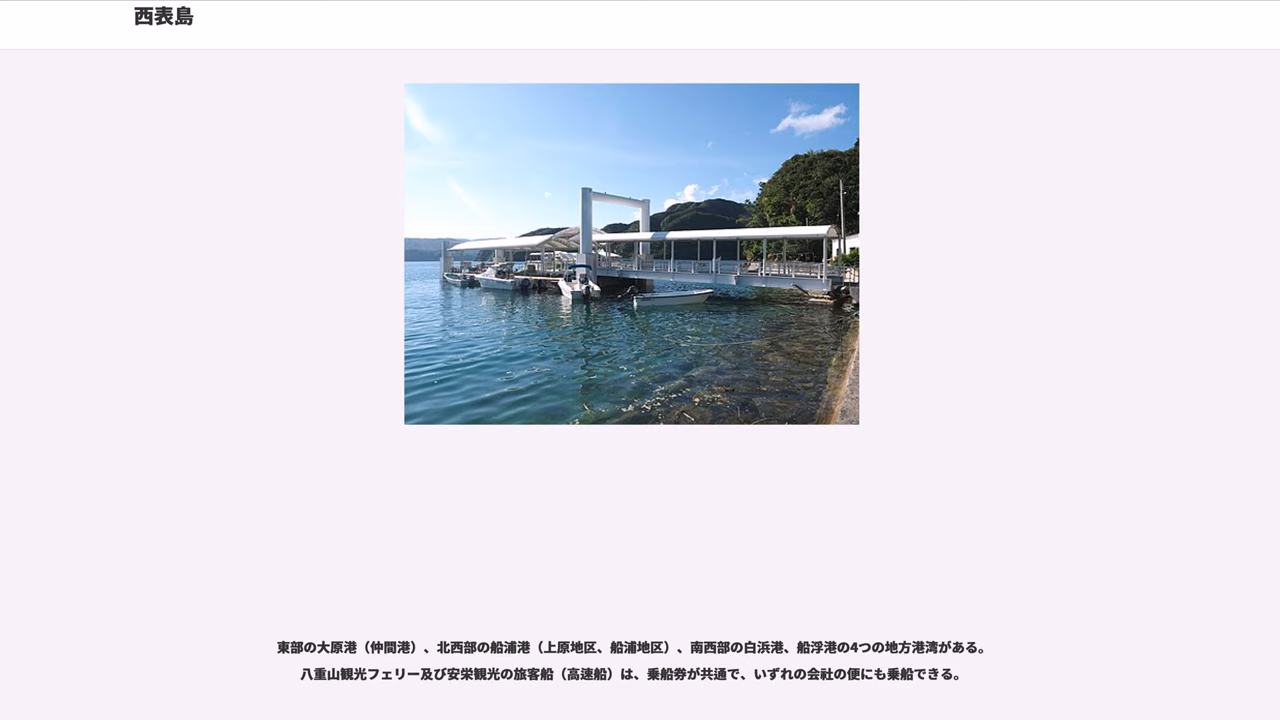 西表島
東部の大原港（仲間港）、北西部の船浦港（上原地区、船浦地区）、南西部の白浜港、船浮港の4つの地方港湾がある。
八重山観光フェリー及び安栄観光の旅客船（高速船）は、乗船券が共通で、いずれの会社の便にも乗船できる。